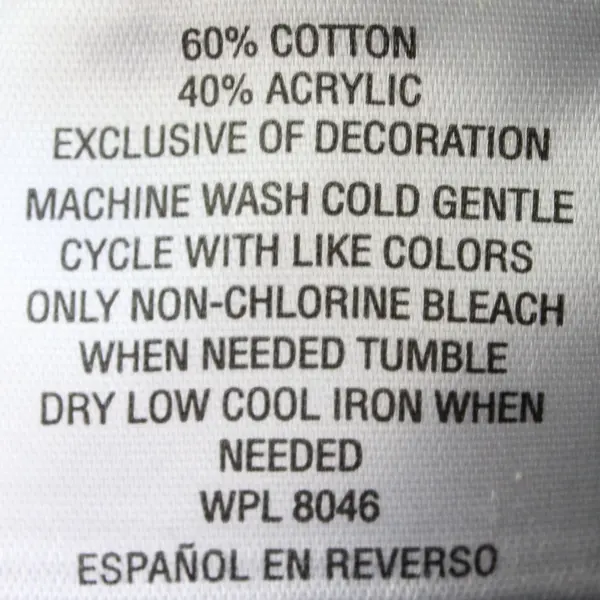 60% COTTON
40% ACRYLIC
EXCLUSIVE OF DECORATION
MACHINE WASH COLD GENTLE
CYCLE WITH LIKE COLORS
ONLY NON-CHLORINE BLEACH
WHEN NEEDED TUMBLE
DRY LOW COOL IRON WHEN
NEEDED
WPL 8046
ESPAÑOL EN REVERSO